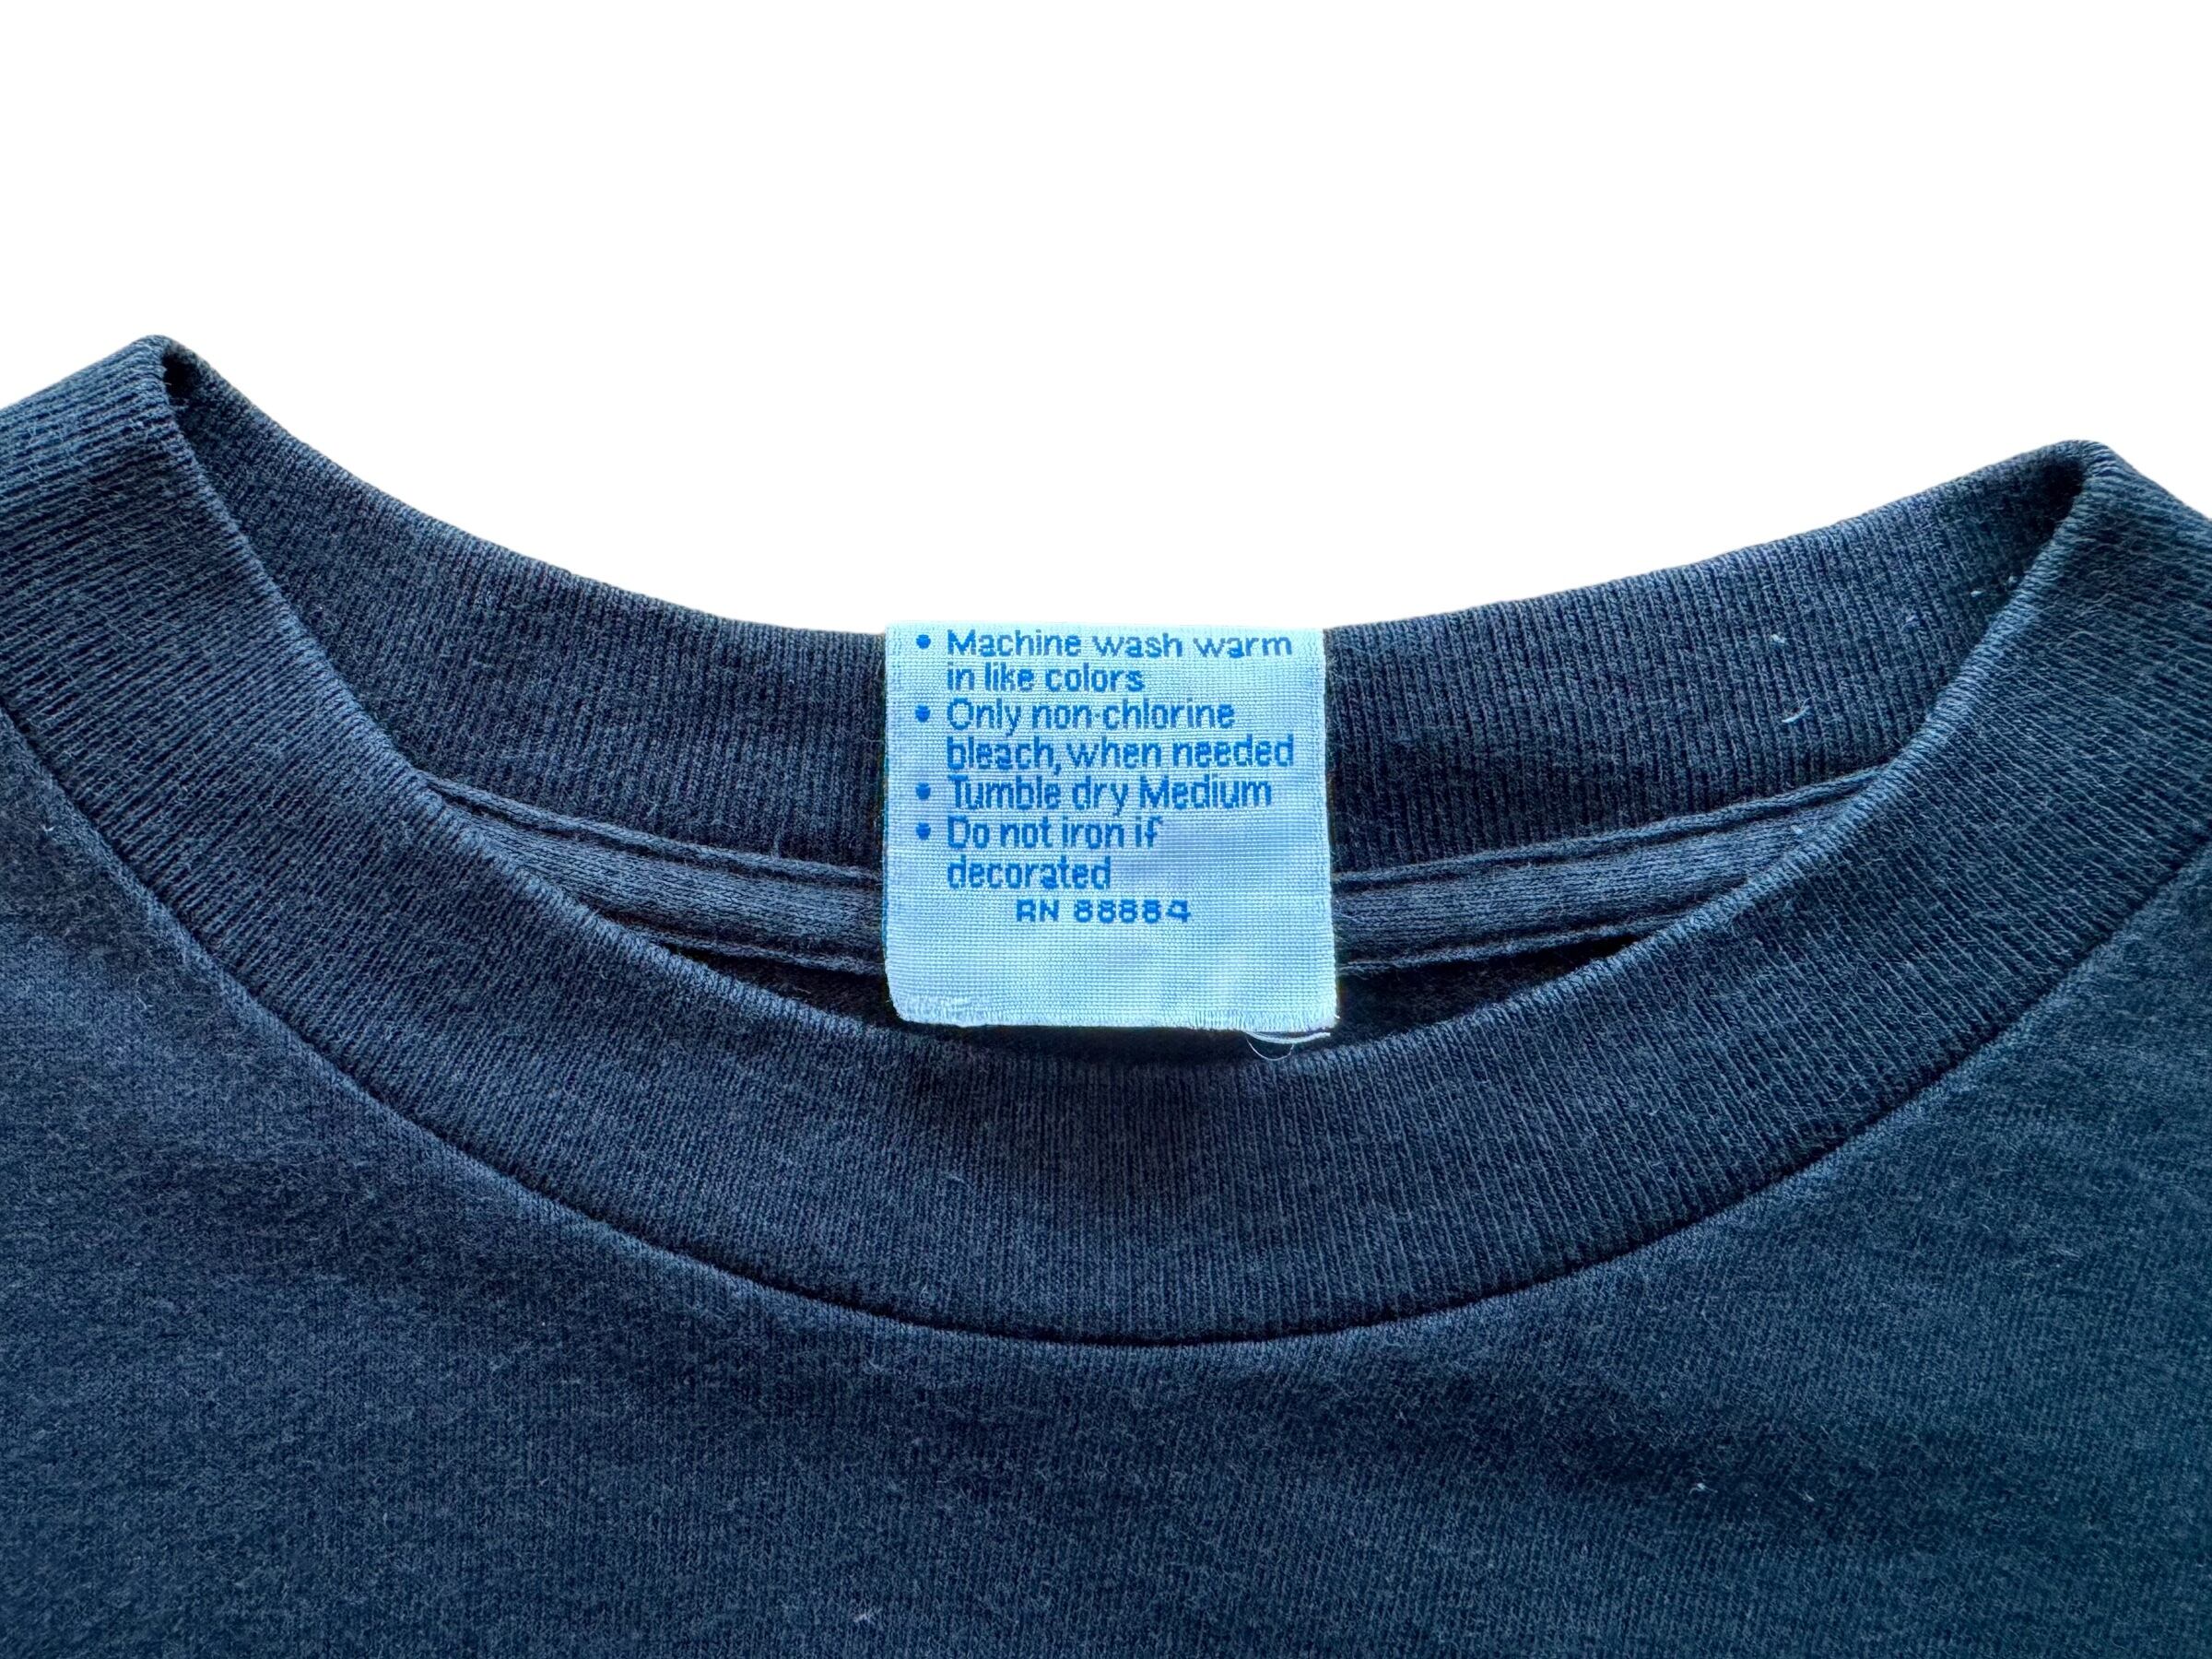 • Machine wash warm
in like colors
• Only non-chlorine
bleach, when needed
• Tumble dry Medium
• Do not iron if
decorated
RN 88884